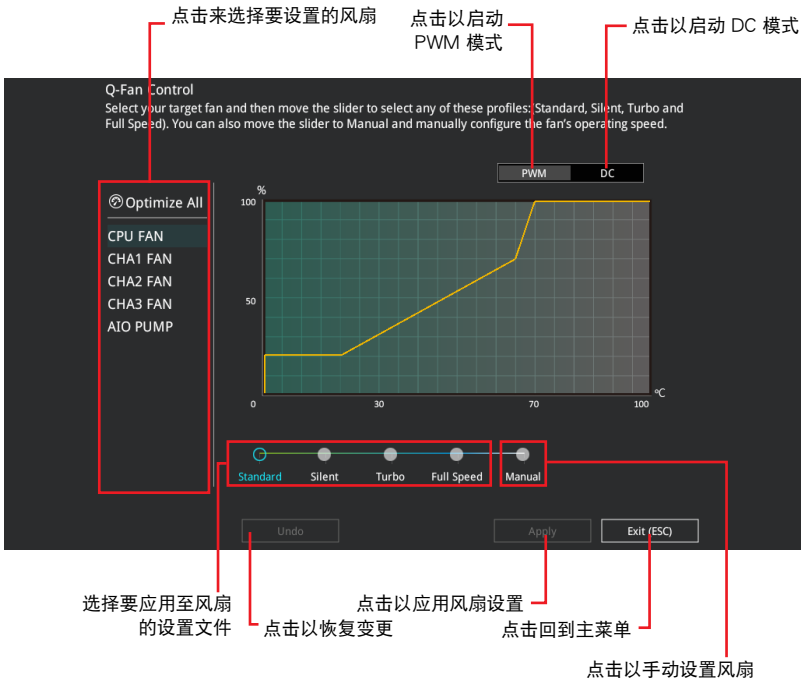 点击来选择要设置的风扇
点击以启动
PWM 模式
点击以启动 DC 模式
Q-Fan Control
Select your target fan and then move the slider to select any of these profiles:(Standard, Silent, Turbo and
Full Speed). You can also move the slider to Manual and manually configure the fan's operating speed.
PWM
DC
Optimize All
CPU FAN
CHA1 FAN
CHA2 FAN
CHA3 FAN
AIO PUMP
%
100
50
0
30
70
100
ºC
Standard
Silent
Turbo
Full Speed
Manual
Undo
Apply
Exit (ESC)
选择要应用至风扇
的设置文件
点击以恢复变更
点击以应用风扇设置
点击回到主菜单
点击以手动设置风扇